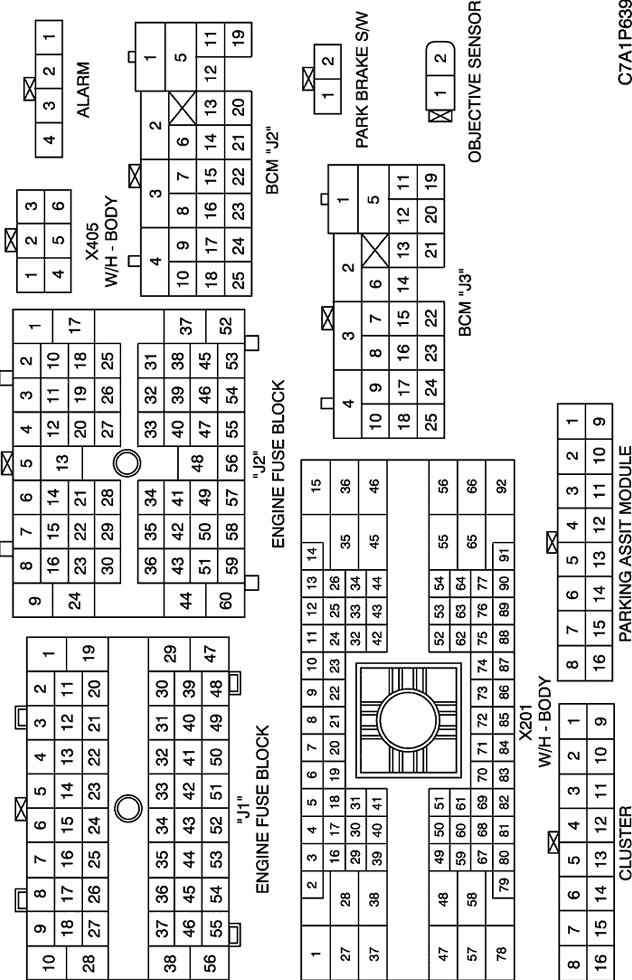 10 9 8 7 6 5 4 3 2 1
18 17 16 15 14 13 12 11
28 27 26 25 24 23 22 21 20 19
38 37 36 35 34 33 32 31 30 29
46 45 44 43 42 41 40 39
56 55 54 53 52 51 50 49 48 47
"J1"
ENGINE FUSE BLOCK
9 8 7 6 5 4 3 2 1
16 15 14 13 12 11 10
24 23 22 21 20 19 18 17
30 29 28 27 26 25
36 35 34 33 32 31
44 43 42 41 40 39 38 37
51 50 49 48 47 46 45
60 59 58 57 56 55 54 53 52
"J2"
ENGINE FUSE BLOCK
1 2 3
4 5 6
X405
W/H - BODY
4 3 2 1
ALARM
4 3 2 1
10 9 8 7 6 5
18 17 16 15 14 13 12 11
25 24 23 22 21 20 19
BCM "J2"
1 2 3 4 5 6 7 8 9 10 11 12 13 14 15
27 28 16 17 18 19 20 21 22 23 24 25 26 35 36
29 30 31 32 33 34
37 38 39 40 41 42 43 44 45 46
47 48 49 50 51 52 53 54 55 56
59 60 61 62 63 64
57 58 67 68 69 70 71 72 73 74 75 76 77 65 66
78 79 80 81 82 83 84 85 86 87 88 89 90 91 92
X201
W/H - BODY
4 3 2 1
10 9 8 7 6 5
18 17 16 15 14 13 12 11
25 24 23 22 21 20 19
BCM "J3"
1 2
PARK BRAKE S/W
1 2
OBJECTIVE SENSOR
8 7 6 5 4 3 2 1
16 15 14 13 12 11 10 9
CLUSTER
8 7 6 5 4 3 2 1
16 15 14 13 12 11 10 9
PARKING ASSIT MODULE
C7A1P639